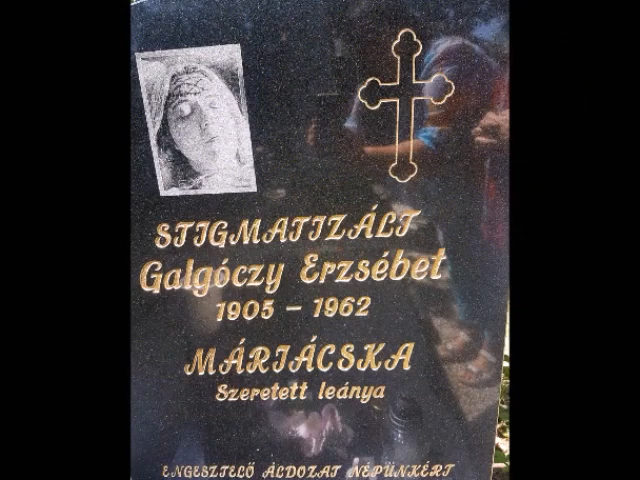 STIGMATIZÁLT
Galgóczy Erzsébet
1905 – 1962
MÁRIÁCSKA
Szeretett leánya
ENGESZTELŐ ÁLDOZAT NÉPÜNKÉRT